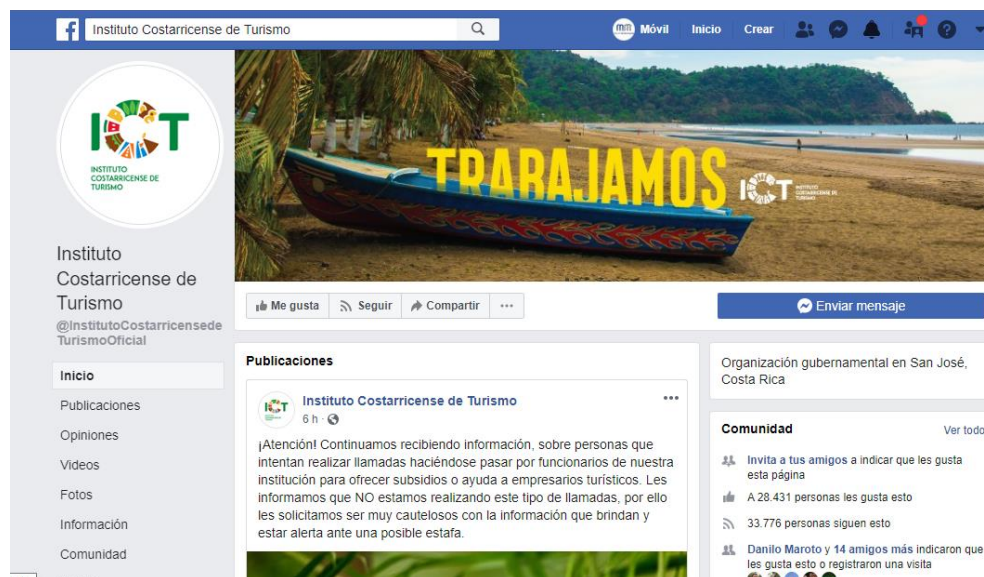 Instituto Costarricense de Turismo
Móvil
Inicio
Crear
ICT
INSTITUTO
COSTARRICENSE DE
TURISMO
TRABAJAMOS
ICT
INSTITUTO
COSTARRICENSE DE
TURISMO
Instituto
Costarricense de
Turismo
@InstitutoCostarricensede
TurismoOficial
Inicio
Publicaciones
Opiniones
Videos
Fotos
Información
Comunidad
Me gusta
Seguir
Compartir
Enviar mensaje
Publicaciones
Instituto Costarricense de Turismo
6 h ·
¡Atención! Continuamos recibiendo información, sobre personas que
intentan realizar llamadas haciéndose pasar por funcionarios de nuestra
institución para ofrecer subsidios o ayuda a empresarios turísticos. Les
informamos que NO estamos realizando este tipo de llamadas, por ello
les solicitamos ser muy cautelosos con la información que brindan y
estar alerta ante una posible estafa.
Organización gubernamental en San José,
Costa Rica
Comunidad
Ver todo
Invita a tus amigos a indicar que les gusta
esta página
A 28.431 personas les gusta esto
33.776 personas siguen esto
Danilo Maroto y 14 amigos más indicaron que
les gusta esto o registraron una visita